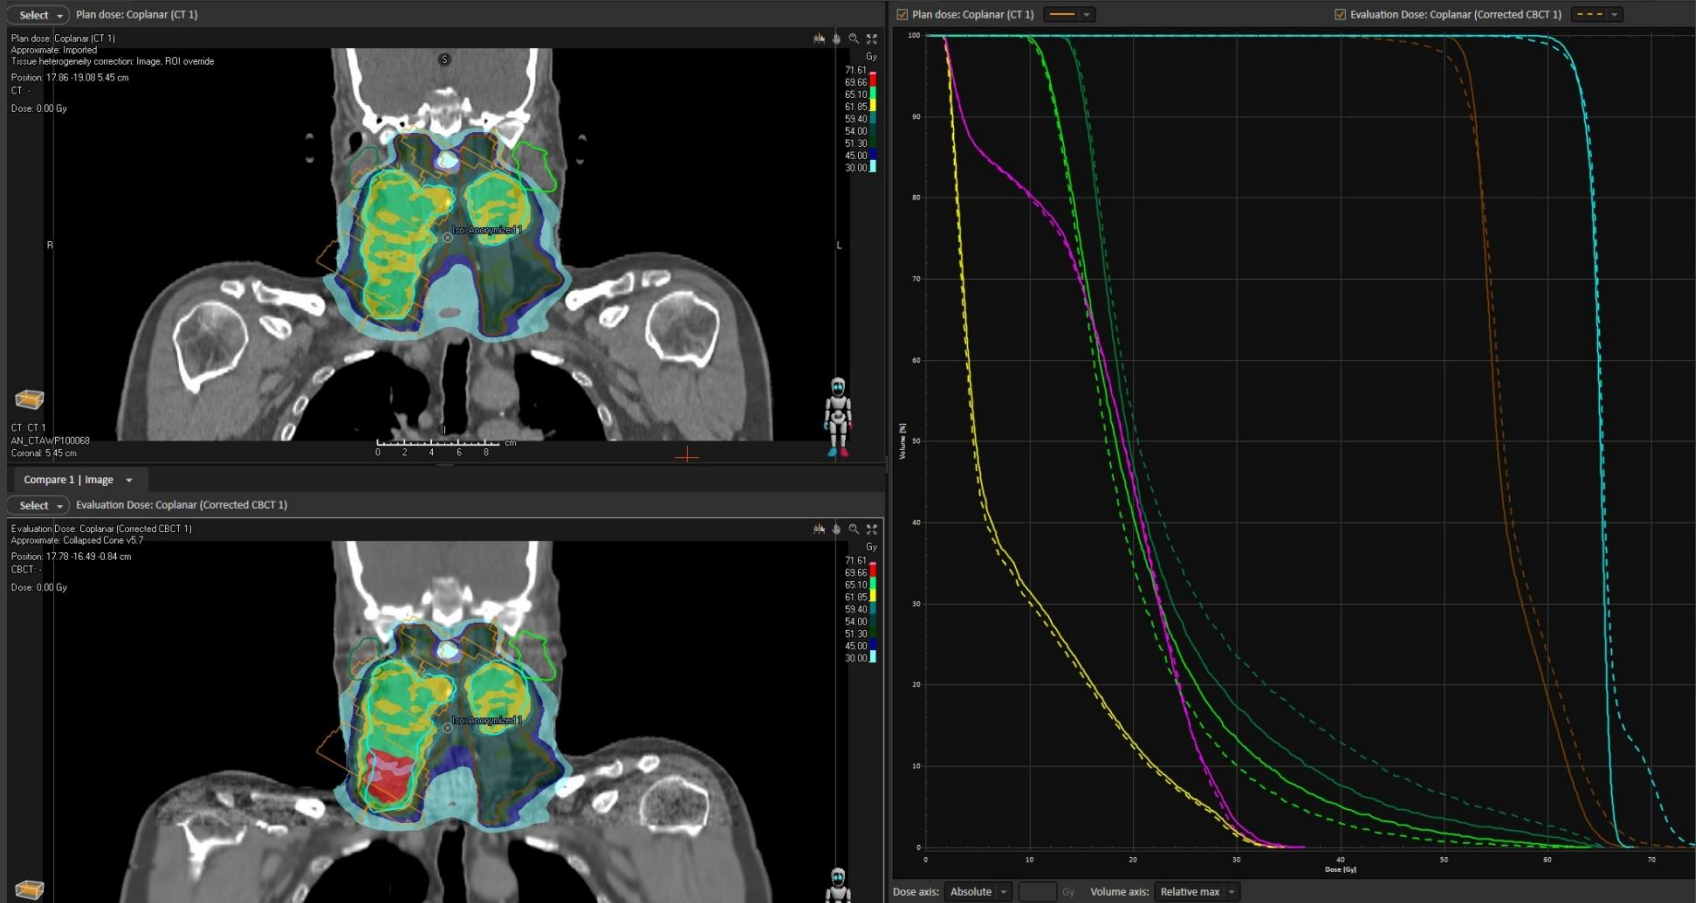 Select Plan dose: Coplanar (CT 1)
Plan dose: Coplanar (CT 1)
Approximate: Imported
Tissue heterogeneity correction: Image, ROI override
Position: 17.86 -19.08 5.45 cm
CT: -
Dose: 0.00 Gy
S
Gy
71.61
69.66
65.10
61.85
59.40
54.00
51.30
45.00
30.00
R
L
Iso: Anonymized 1
CT: CT 1
AN_CTAWP100068
Coronal: 5.45 cm
I
0 2 4 6 8 cm
Compare 1 | Image
Select Evaluation Dose: Coplanar (Corrected CBCT 1)
Evaluation Dose: Coplanar (Corrected CBCT 1)
Approximate: Collapsed Cone v5.7
Position: 17.78 -16.49 -0.84 cm
CBCT: -
Dose: 0.00 Gy
Gy
71.61
69.66
65.10
61.85
59.40
54.00
51.30
45.00
30.00
Iso: Anonymized 1
Plan dose: Coplanar (CT 1)
Evaluation Dose: Coplanar (Corrected CBCT 1)
100
90
80
70
60
50
40
30
20
10
0
Volume [%]
0 10 20 30 40 50 60 70
Dose [Gy]
Dose axis: Absolute Gy Volume axis: Relative max